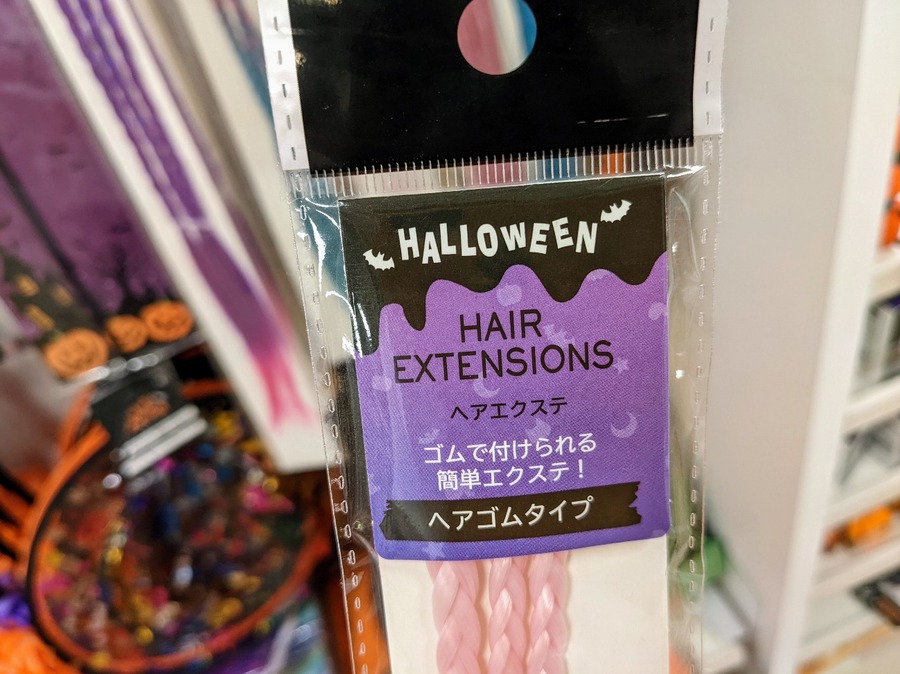 HALLOWEEN
HAIR
EXTENSIONS
ヘアエクステ
ゴムで付けられる
簡単エクステ!
ヘアゴムタイプ